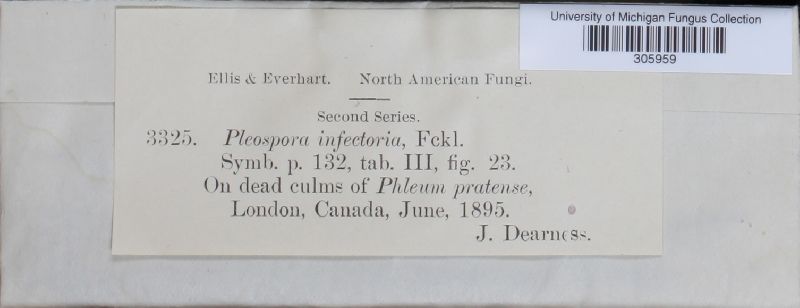 University of Michigan Fungus Collection
305959
Ellis & Everhart. North American Fungi.
Second Series.
3325. Pleospora infectoria, Fckl.
Symb. p. 132, tab. III, fig. 23.
On dead culms of Phleum pratense,
London, Canada, June, 1895.
J. Dearness.